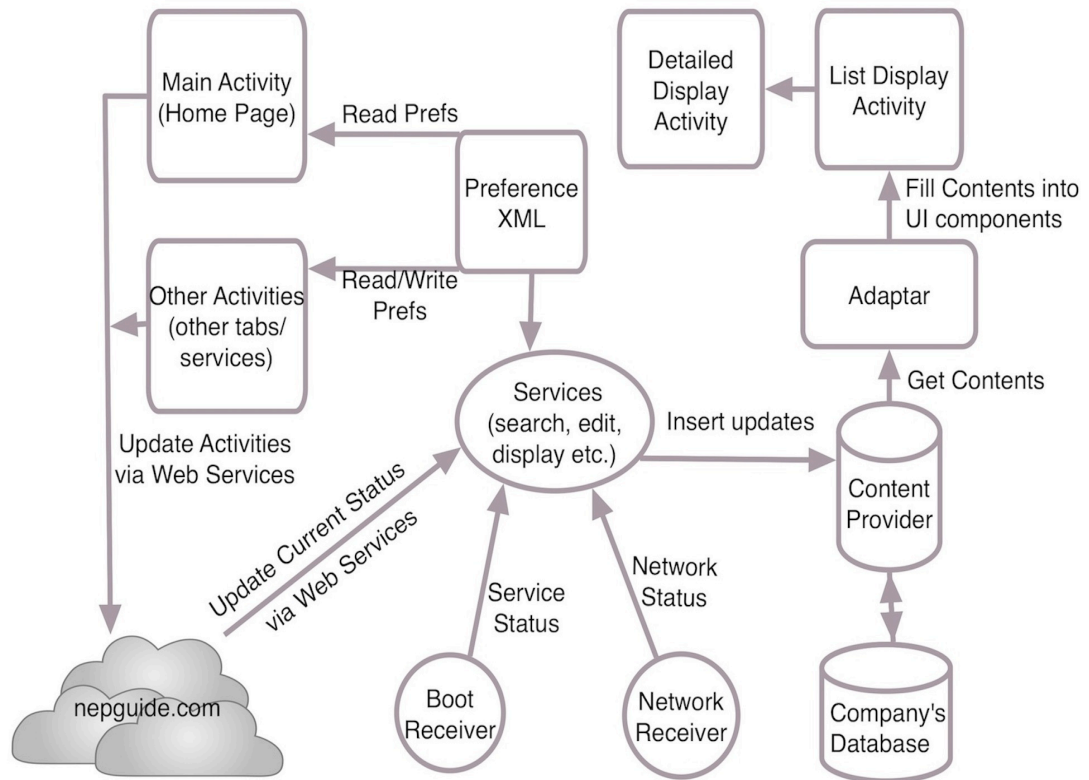 Main Activity
(Home Page)
Read Prefs
Preference
XML
Detailed
Display
Activity
List Display
Activity
Fill Contents into
UI components
Other Activities
(other tabs/
services)
Read/Write
Prefs
Adaptar
Get Contents
Update Activities
via Web Services
Services
(search, edit,
display etc.)
Insert updates
Content
Provider
Update Current Status
via Web Services
Service
Status
Network
Status
nepguide.com
Boot
Receiver
Network
Receiver
Company's
Database